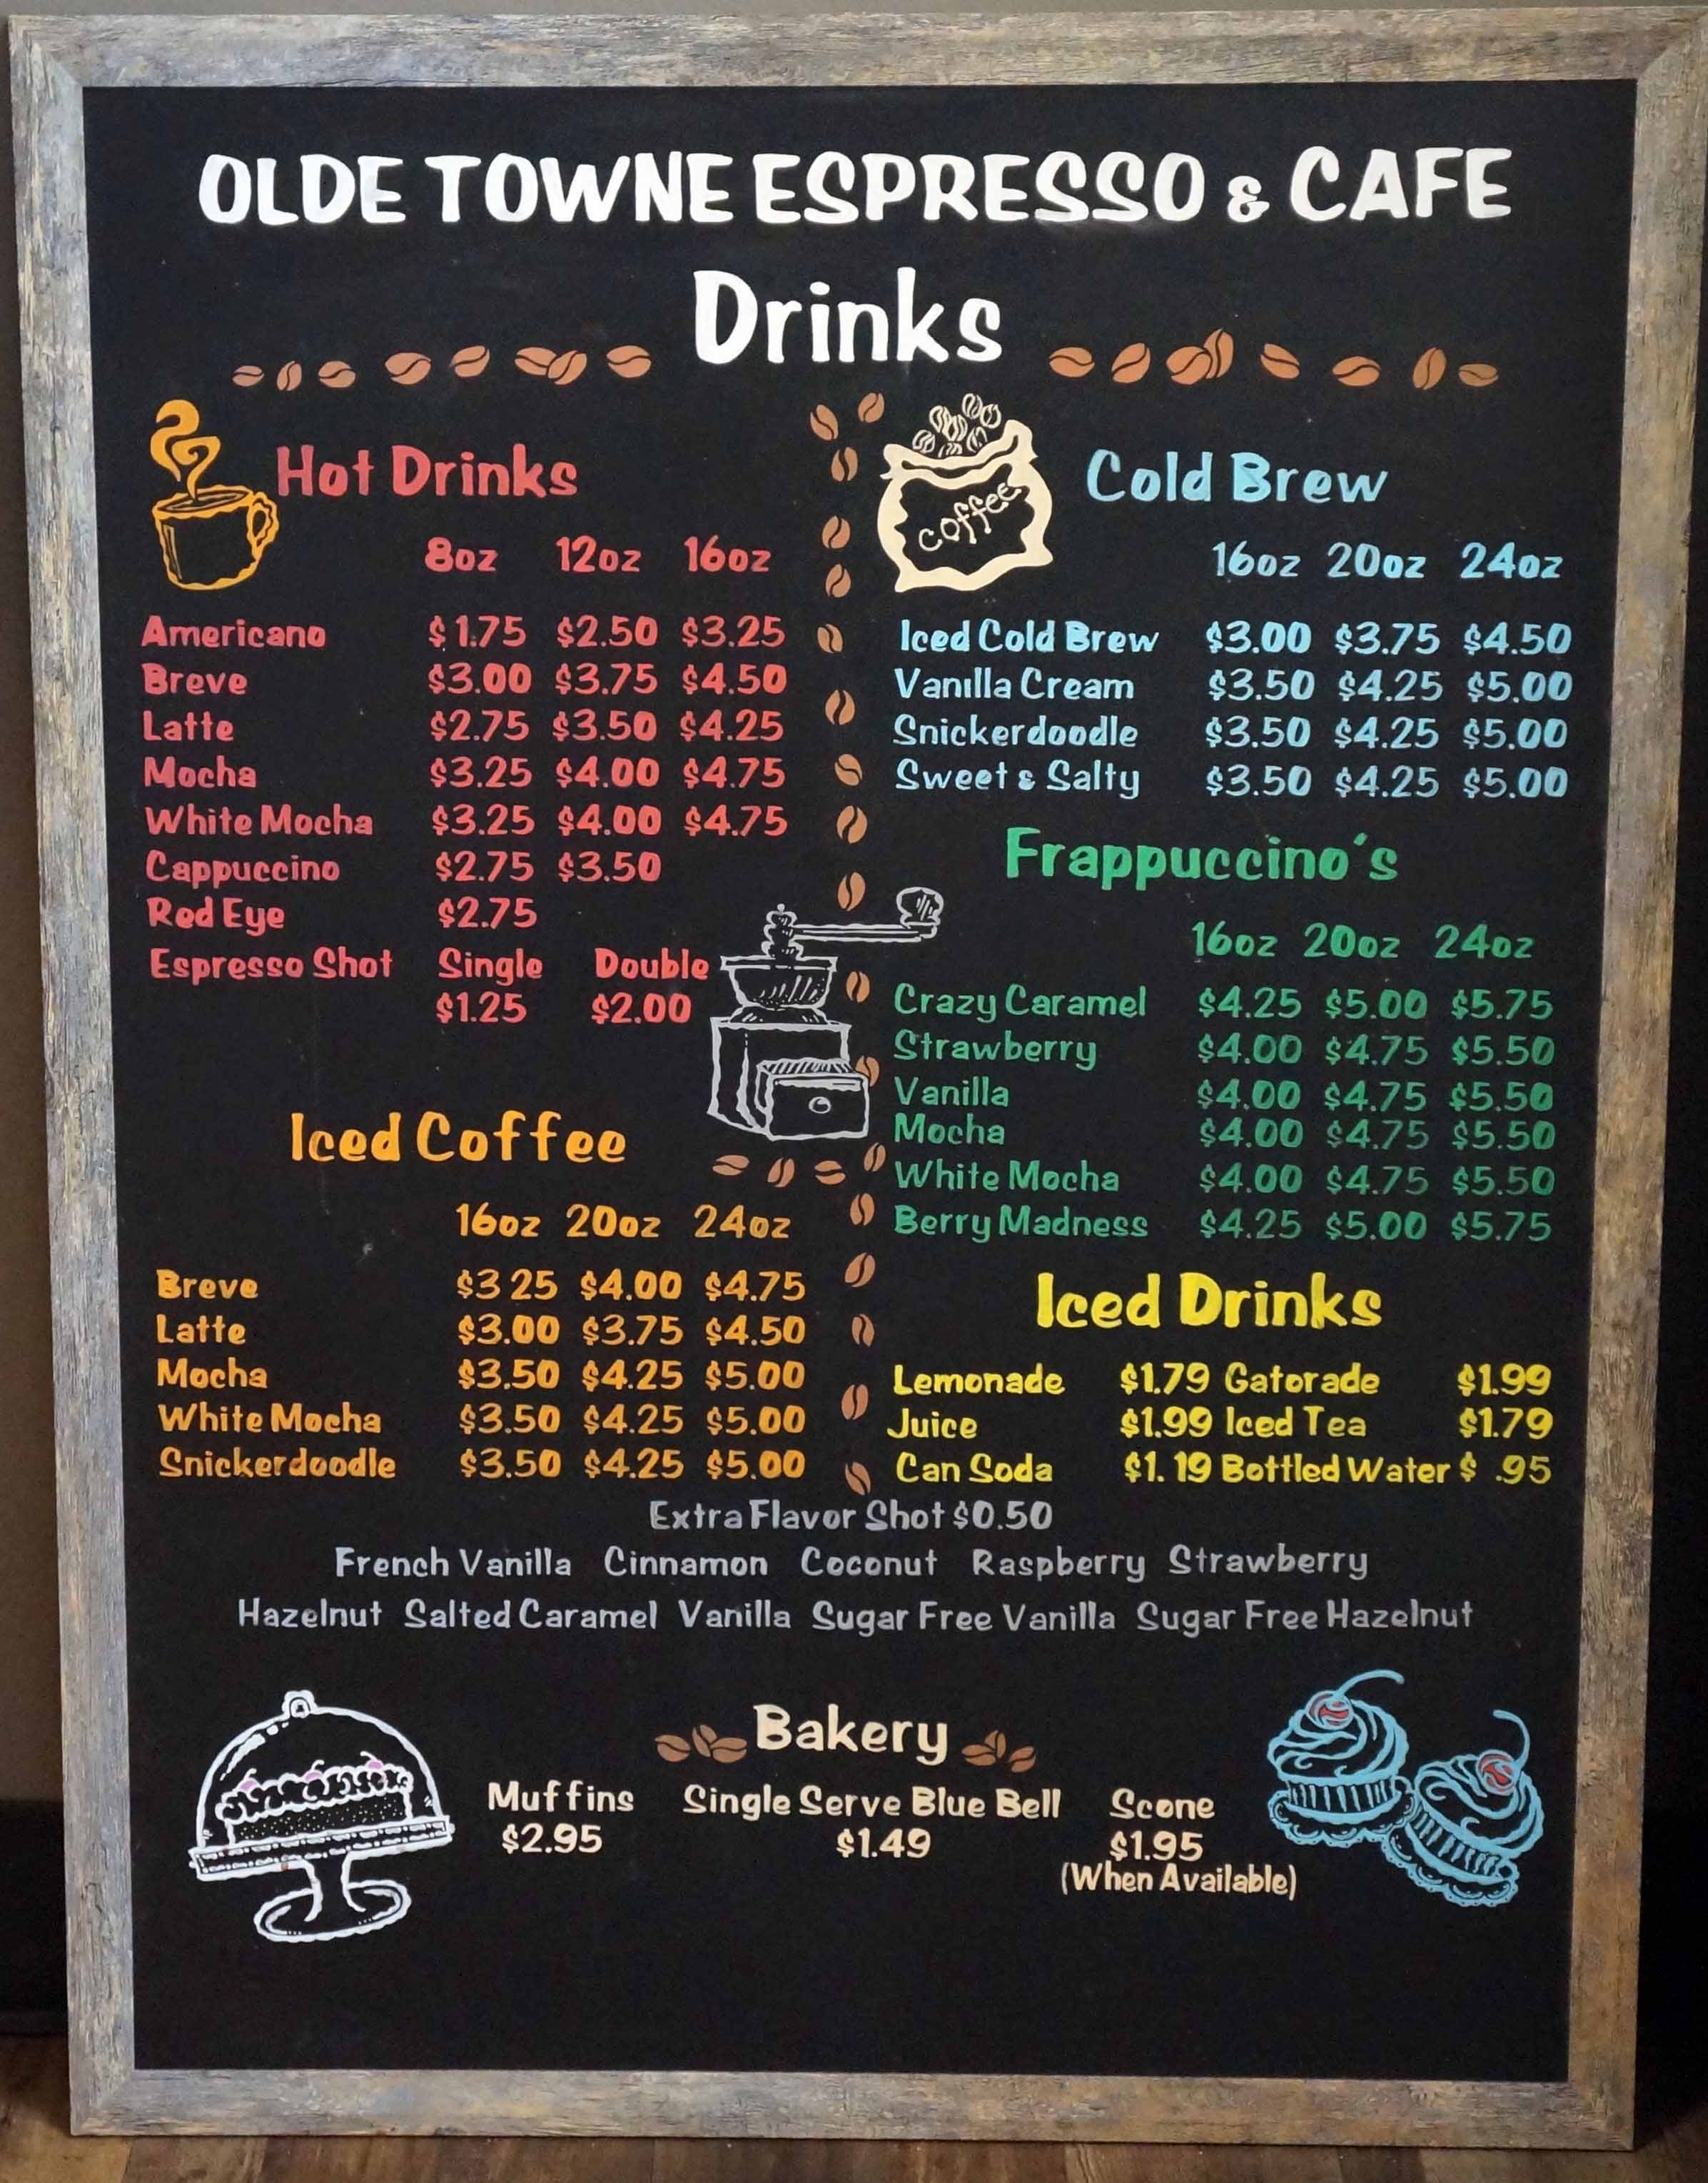 OLDE TOWNE ESPRESSO & CAFE
Drinks
Hot Drinks
8oz 12oz 16oz
Americano $1.75 $2.50 $3.25
Breve $3.00 $3.75 $4.50
Latte $2.75 $3.50 $4.25
Mocha $3.25 $4.00 $4.75
White Mocha $3.25 $4.00 $4.75
Cappuccino $2.75 $3.50
Red Eye $2.75
Espresso Shot Single Double
$1.25 $2.00
Iced Coffee
16oz 20oz 24oz
Breve $3 25 $4.00 $4.75
Latte $3.00 $3.75 $4.50
Mocha $3.50 $4.25 $5.00
White Mocha $3.50 $4.25 $5.00
Snickerdoodle $3.50 $4.25 $5.00
coffee
Cold Brew
16oz 20oz 24oz
Iced Cold Brew $3.00 $3.75 $4.50
Vanilla Cream $3.50 $4.25 $5.00
Snickerdoodle $3.50 $4.25 $5.00
Sweet & Salty $3.50 $4.25 $5.00
Frappuccino's
16oz 20oz 24oz
Crazy Caramel $4.25 $5.00 $5.75
Strawberry $4.00 $4.75 $5.50
Vanilla $4.00 $4.75 $5.50
Mocha $4.00 $4.75 $5.50
White Mocha $4.00 $4.75 $5.50
Berry Madness $4.25 $5.00 $5.75
Iced Drinks
Lemonade $1.79 Gatorade $1.99
Juice $1.99 Iced Tea $1.79
Can Soda $1.19 Bottled Water $ .95
Extra Flavor Shot $0.50
French Vanilla Cinnamon Coconut Raspberry Strawberry
Hazelnut Salted Caramel Vanilla Sugar Free Vanilla Sugar Free Hazelnut
Bakery
Muffins Single Serve Blue Bell Scone
$2.95 $1.49 $1.95
(When Available)